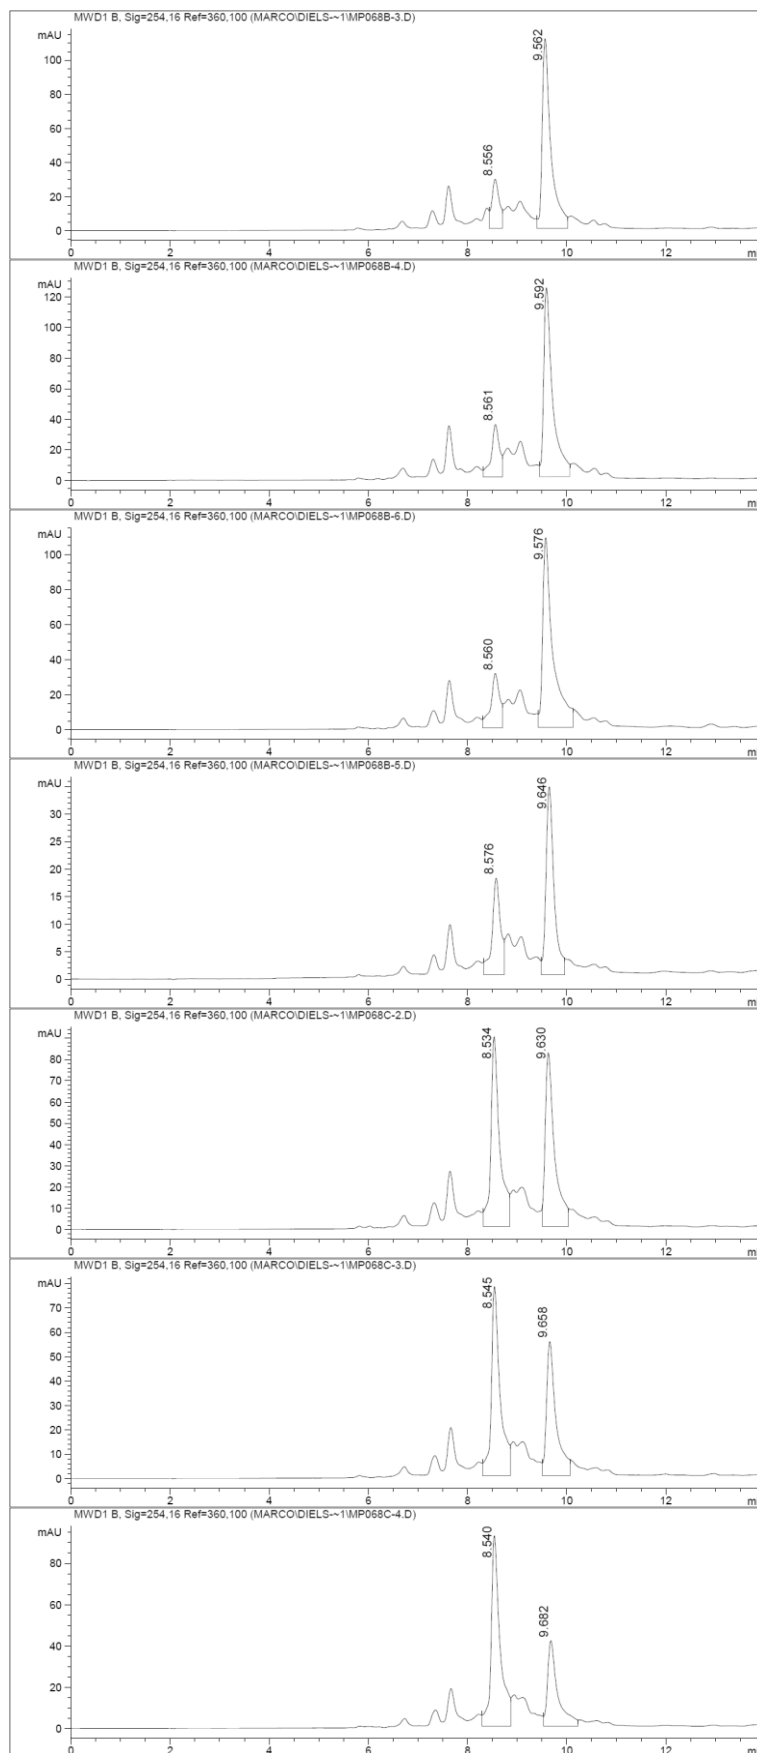 MWD1 B, Sig=254,16 Ref=360,100 (MARCO\DIELS-~1\MP068B-3.D)
mAU
9.562
100
80
60
8.556
40
20
0
0 2 4 6 8 10 12
MWD1 B, Sig=254,16 Ref=360,100 (MARCO\DIELS-~1\MP068B-4.D)
mAU
9.592
120
100
80
60
8.561
40
20
0
0 2 4 6 8 10 12
MWD1 B, Sig=254,16 Ref=360,100 (MARCO\DIELS-~1\MP068B-6.D)
mAU
9.576
100
80
60
8.560
40
20
0
0 2 4 6 8 10 12
MWD1 B, Sig=254,16 Ref=360,100 (MARCO\DIELS-~1\MP068B-5.D)
mAU
9.646
30
25
8.576
20
15
10
5
0
0 2 4 6 8 10 12
MWD1 B, Sig=254,16 Ref=360,100 (MARCO\DIELS-~1\MP068C-2.D)
mAU
8.534
9.630
80
70
60
50
40
30
20
10
0
0 2 4 6 8 10 12
MWD1 B, Sig=254,16 Ref=360,100 (MARCO\DIELS-~1\MP068C-3.D)
mAU
8.545
70
9.658
60
50
40
30
20
10
0
0 2 4 6 8 10 12
MWD1 B, Sig=254,16 Ref=360,100 (MARCO\DIELS-~1\MP068C-4.D)
mAU
8.540
80
60
9.682
40
20
0
0 2 4 6 8 10 12